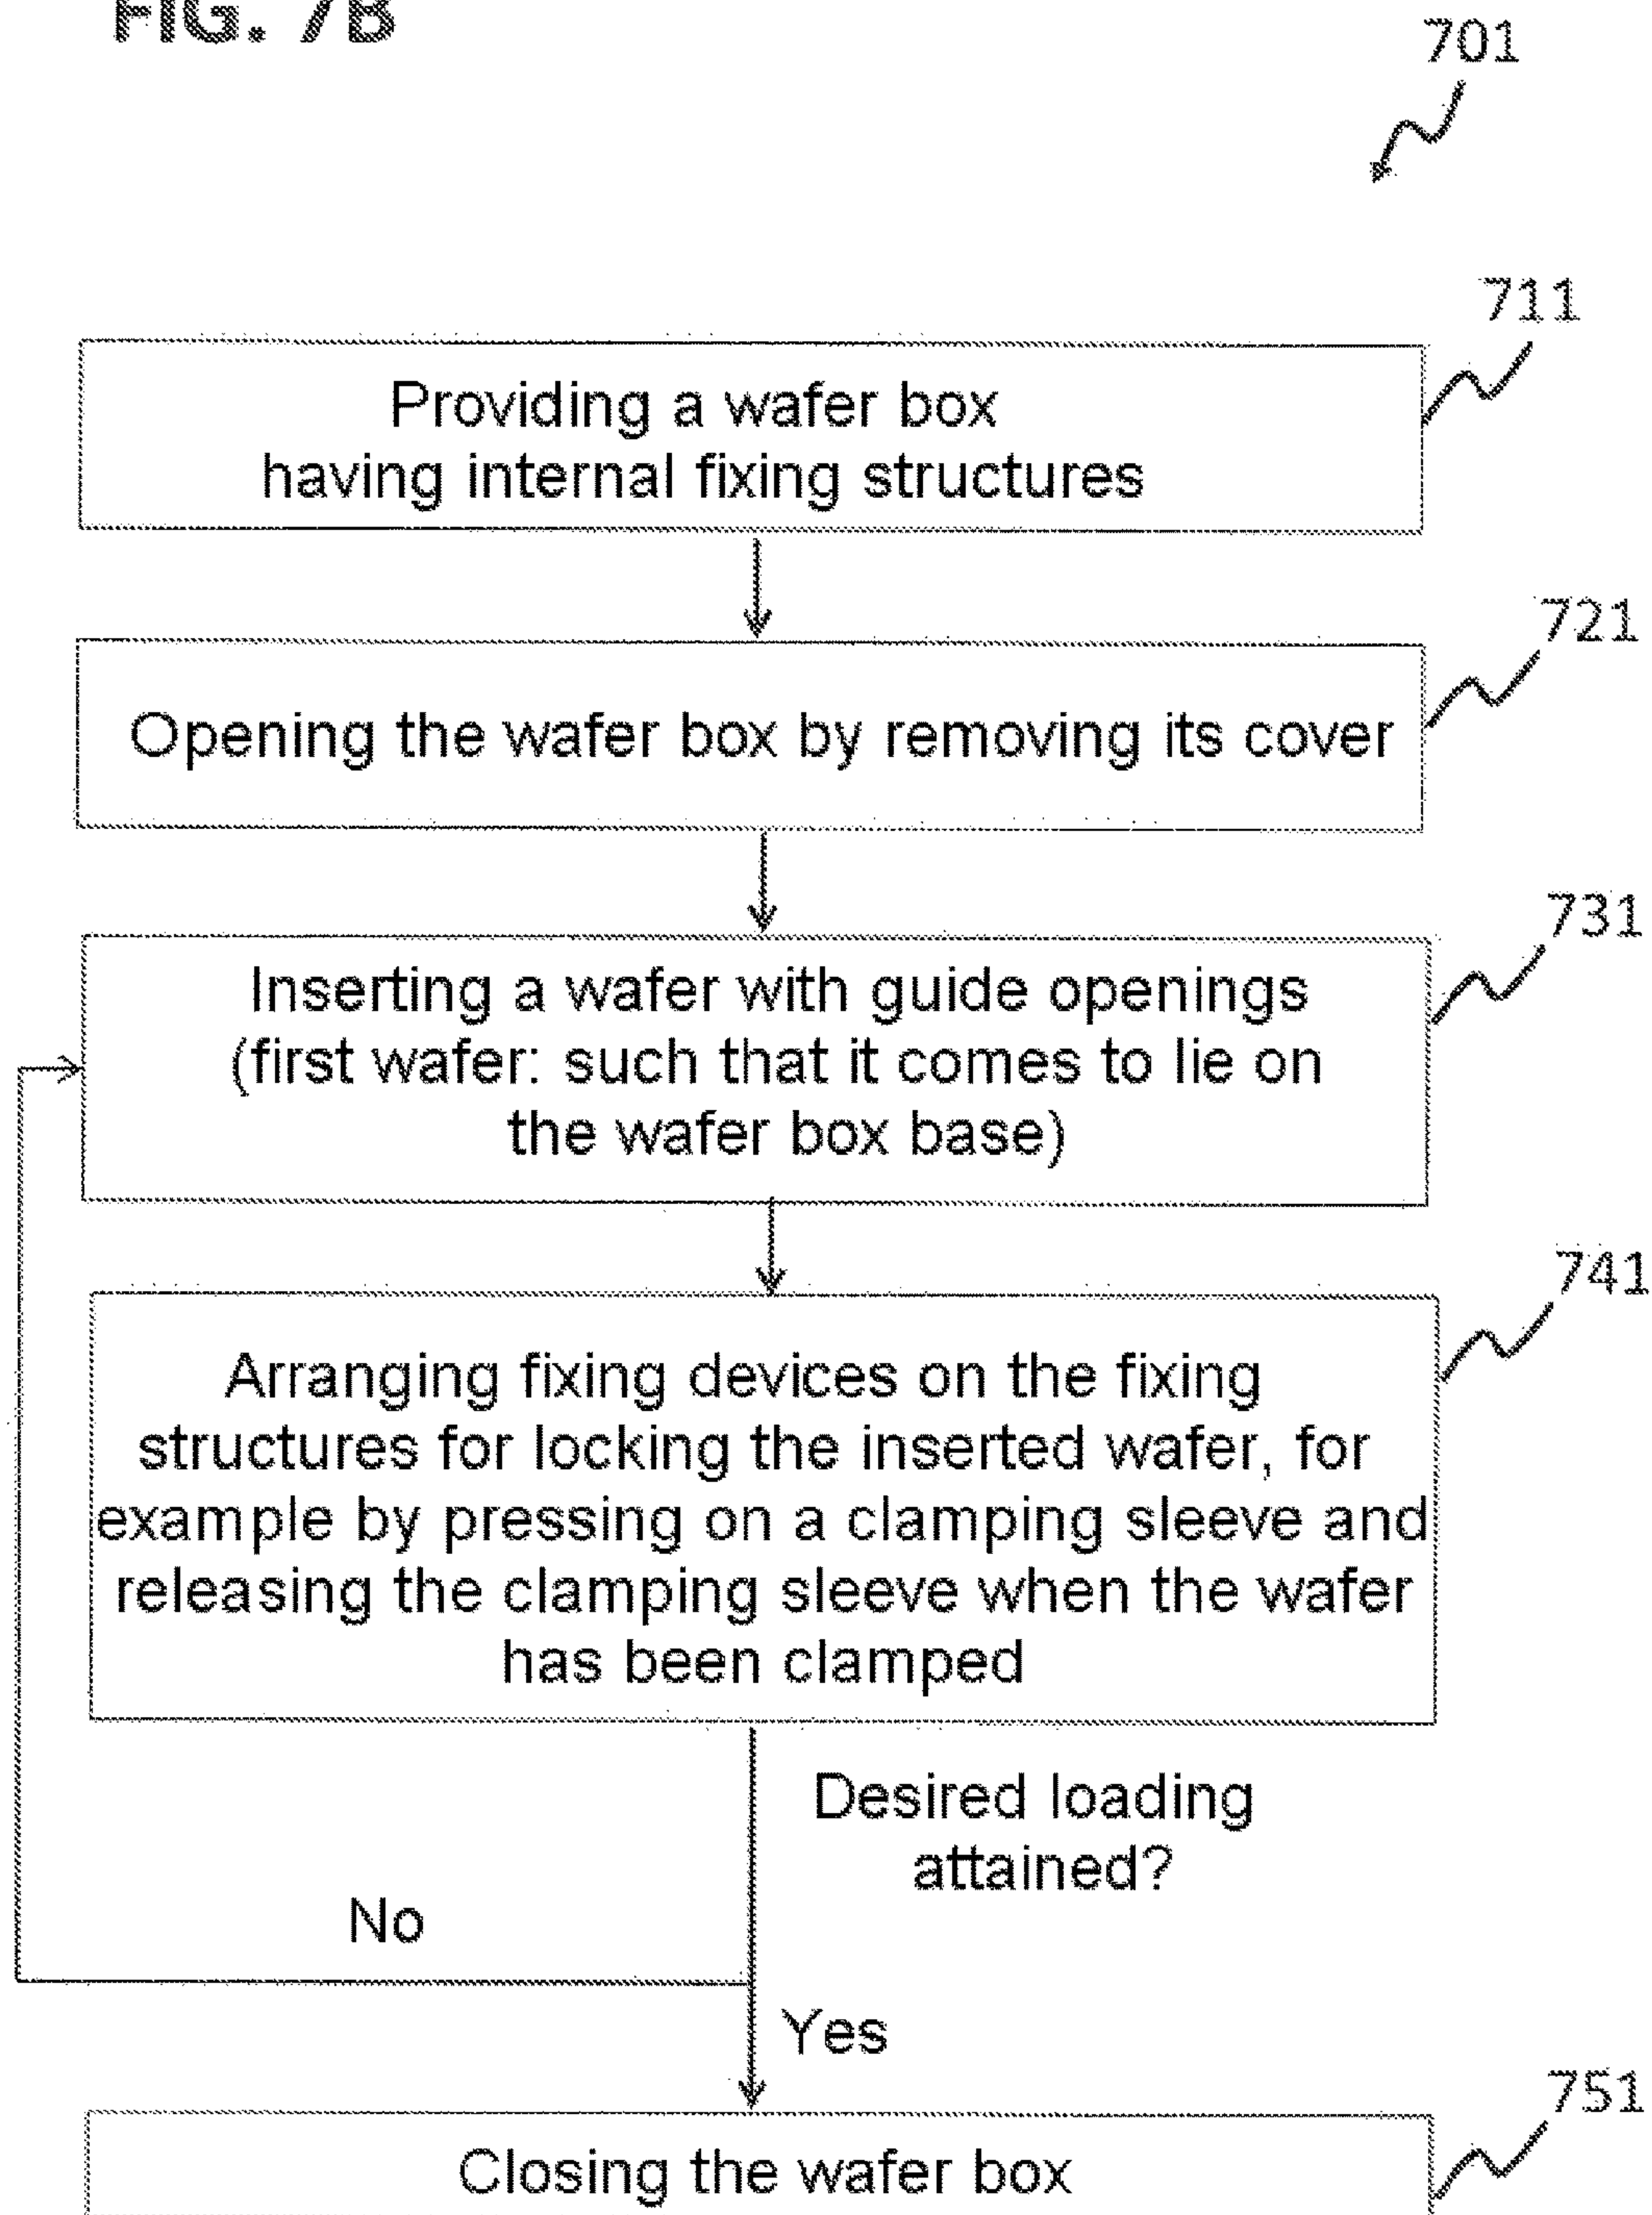 FIG. 7B
701
711
Providing a wafer box
having internal fixing structures
721
Opening the wafer box by removing its cover
731
Inserting a wafer with guide openings
(first wafer: such that it comes to lie on
the wafer box base)
741
Arranging fixing devices on the fixing
structures for locking the inserted wafer, for
example by pressing on a clamping sleeve and
releasing the clamping sleeve when the wafer
has been clamped
Desired loading
attained?
No
Yes
751
Closing the wafer box